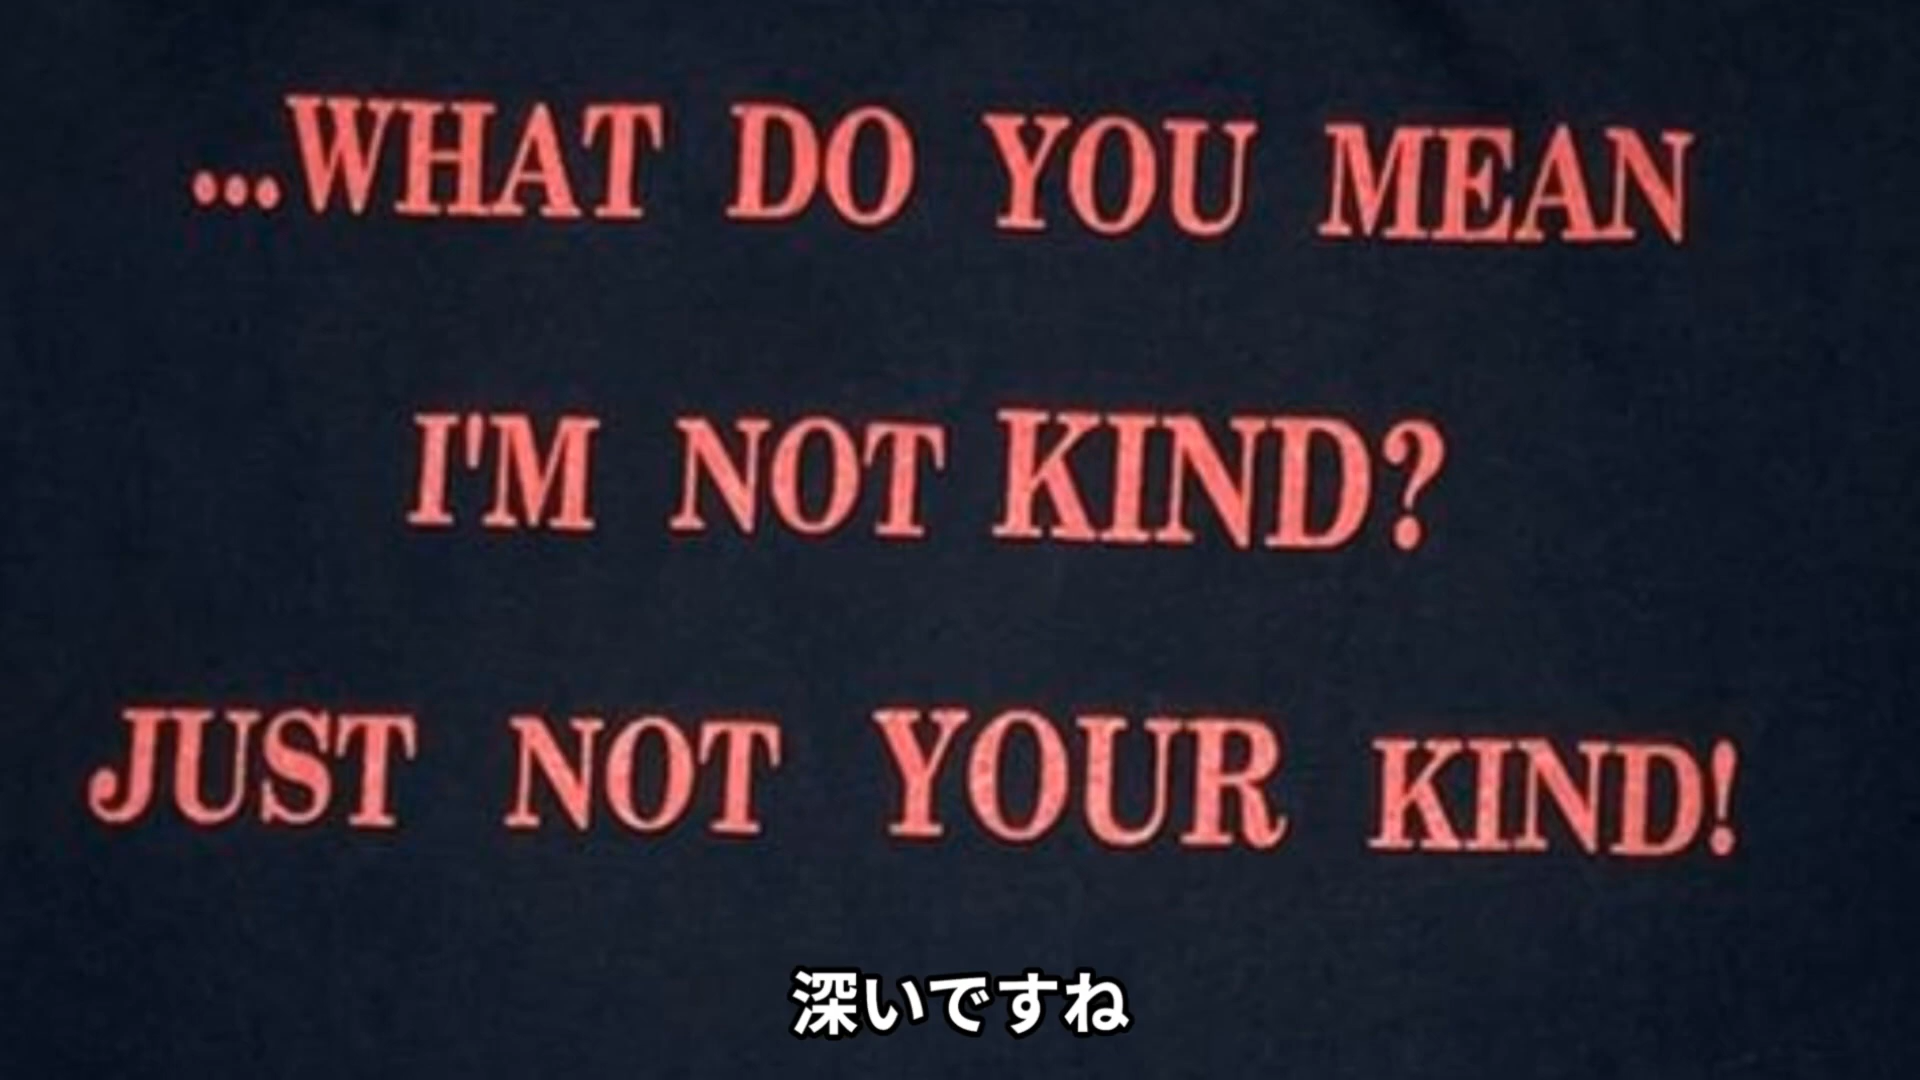 ...WHAT DO YOU MEAN
I'M NOT KIND?
JUST NOT YOUR KIND!
深いですね